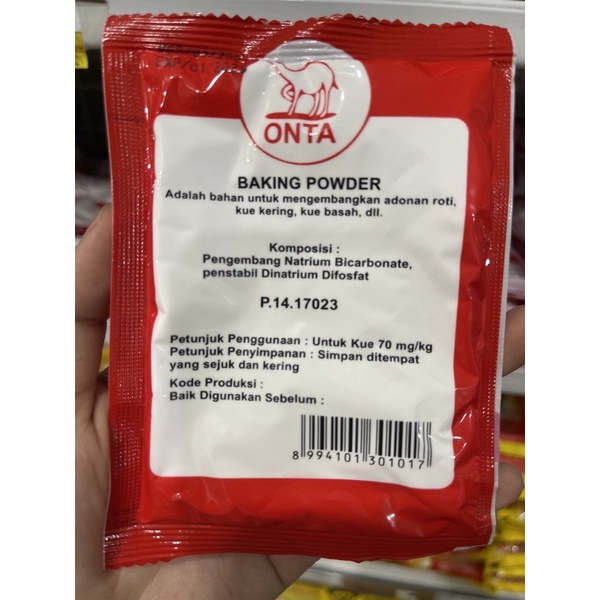 ONTA
BAKING POWDER
Adalah bahan untuk mengembangkan adonan roti,
kue kering, kue basah, dll.
Komposisi :
Pengembang Natrium Bicarbonate,
penstabil Dinatrium Difosfat
P.14.17023
Petunjuk Penggunaan : Untuk Kue 70 mg/kg
Petunjuk Penyimpanan : Simpan ditempat
yang sejuk dan kering
Kode Produksi :
Baik Digunakan Sebelum :
8 994101 301017